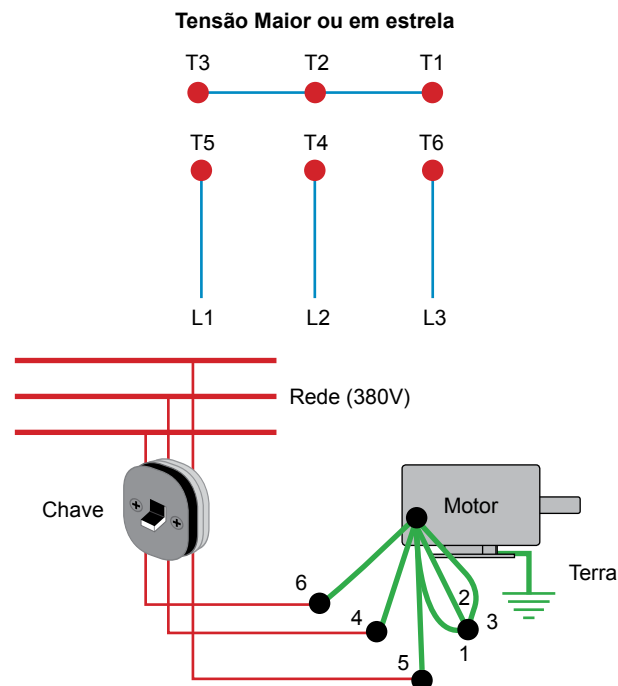 Tensão Maior ou em estrela
T3 T2 T1
T5 T4 T6
L1 L2 L3
Rede (380V)
Chave
Motor
Terra
6
2
4
3
1
5